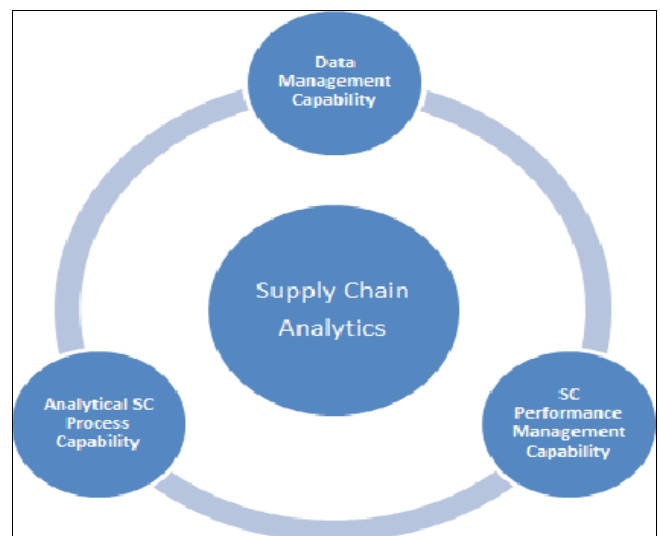 Data
Management
Capability
Supply Chain
Analytics
Analytical SC
Process
Capability
SC
Performance
Management
Capability